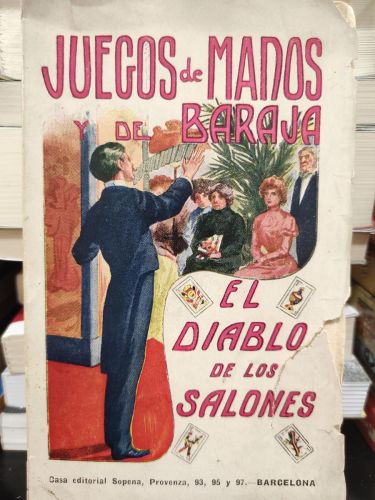 JUEGOS de MANOS
Y DE BARAJA
EL
DIABLO
DE LOS
SALONES
Casa editorial Sopena, Provenza, 93, 95 y 97.—BARCELONA